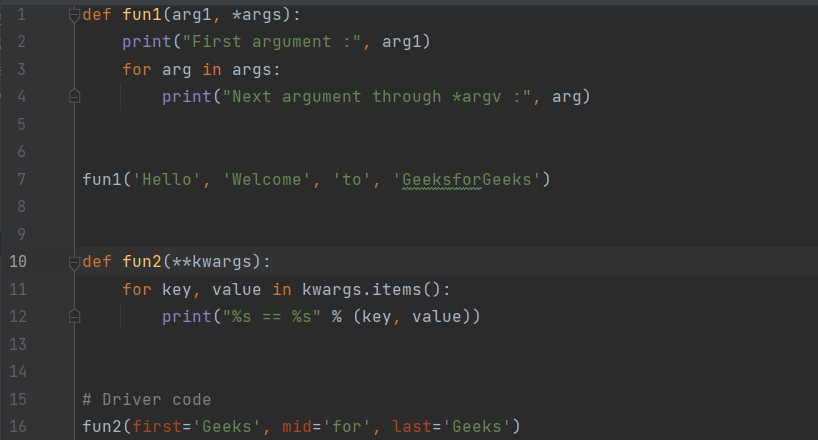 1 def fun1(arg1, *args):
2     print("First argument :", arg1)
3     for arg in args:
4         print("Next argument through *argv :", arg)
5
6
7 fun1('Hello', 'Welcome', 'to', 'GeeksforGeeks')
8
9
10 def fun2(**kwargs):
11     for key, value in kwargs.items():
12         print("%s == %s" % (key, value))
13
14
15 # Driver code
16 fun2(first='Geeks', mid='for', last='Geeks')